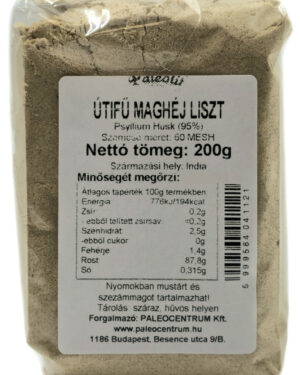 Paleolit
ÚTIFŰ MAGHÉJ LISZT
Psyllium Husk (95%)
Szemcse méret: 60 MESH
Nettó tömeg: 200g
Származási hely: India
Minőségét megőrzi:
Átlagos tápérték 100g termékben
Energia 776kJ/194kcal
Zsír 0,2g
-ebből telített zsírsav <0,2g
Szénhidrát 2,5g
-ebből cukor 0g
Fehérje 1,4g
Rost 87,8g
Só 0,315g
Nyomokban mustárt és
szezámmagot tartalmazhat!
Tárolás száraz, hűvös helyen
Forgalmazó: PALEOCENTRUM Kft.
www.paleocentrum.hu
1186 Budapest, Besence utca 9/B.
5 999564 041121